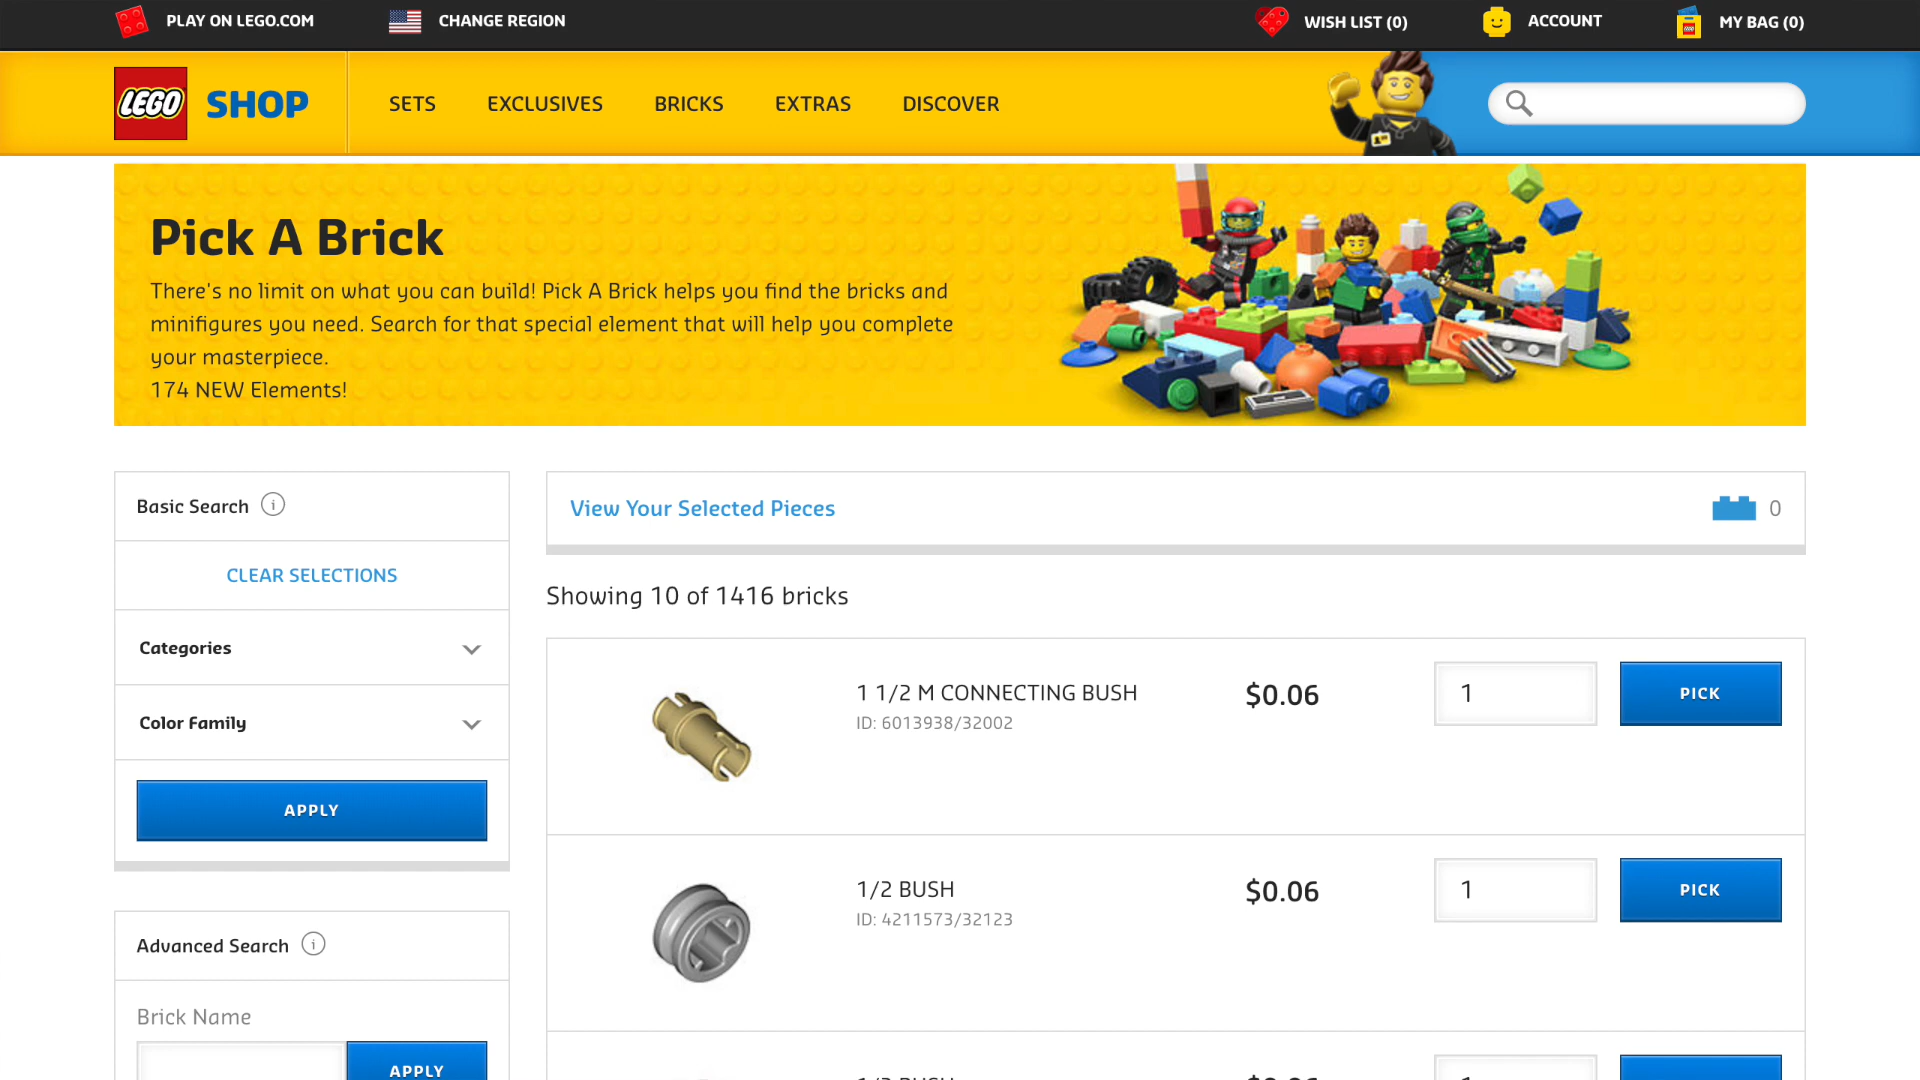 PLAY ON LEGO.COM
CHANGE REGION
WISH LIST (0)
ACCOUNT
MY BAG (0)
LEGO SHOP
SETS
EXCLUSIVES
BRICKS
EXTRAS
DISCOVER
Pick A Brick
There's no limit on what you can build! Pick A Brick helps you find the bricks and
minifigures you need. Search for that special element that will help you complete
your masterpiece.
174 NEW Elements!
Basic Search
CLEAR SELECTIONS
Categories
Color Family
APPLY
Advanced Search
Brick Name
APPLY
View Your Selected Pieces
0
Showing 10 of 1416 bricks
1 1/2 M CONNECTING BUSH
ID: 6013938/32002
$0.06
1
PICK
1/2 BUSH
ID: 4211573/32123
$0.06
1
PICK